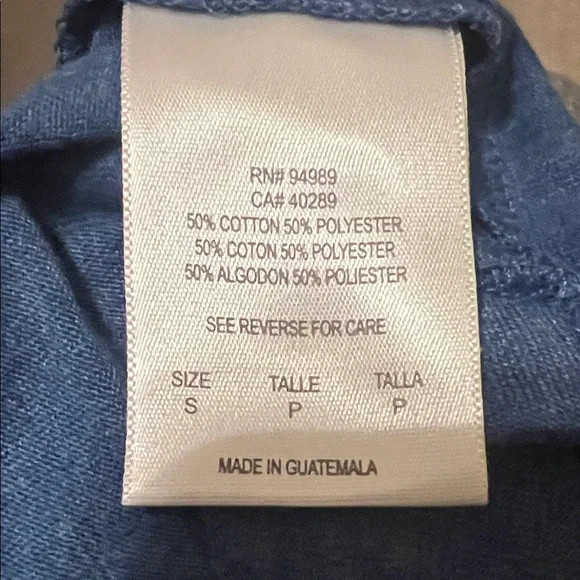 RN# 94989
CA# 40289
50% COTTON 50% POLYESTER
50% COTON 50% POLYESTER
50% ALGODON 50% POLIESTER
SEE REVERSE FOR CARE
SIZE TALLE TALLA
S P P
MADE IN GUATEMALA